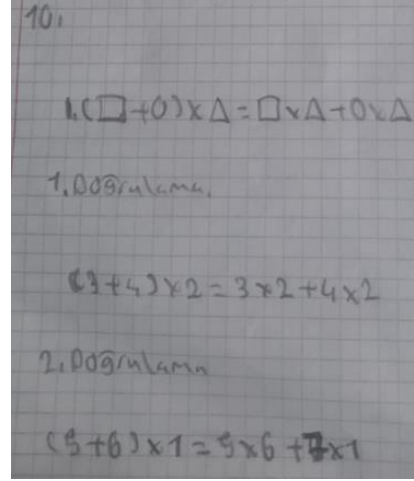 10.
1.(□+O)×Δ=□×Δ+O×Δ
1.Doğrulama.
(3+4)×2=3×2+4×2
2.Doğrulama
(5+6)×1=5×6+7×1